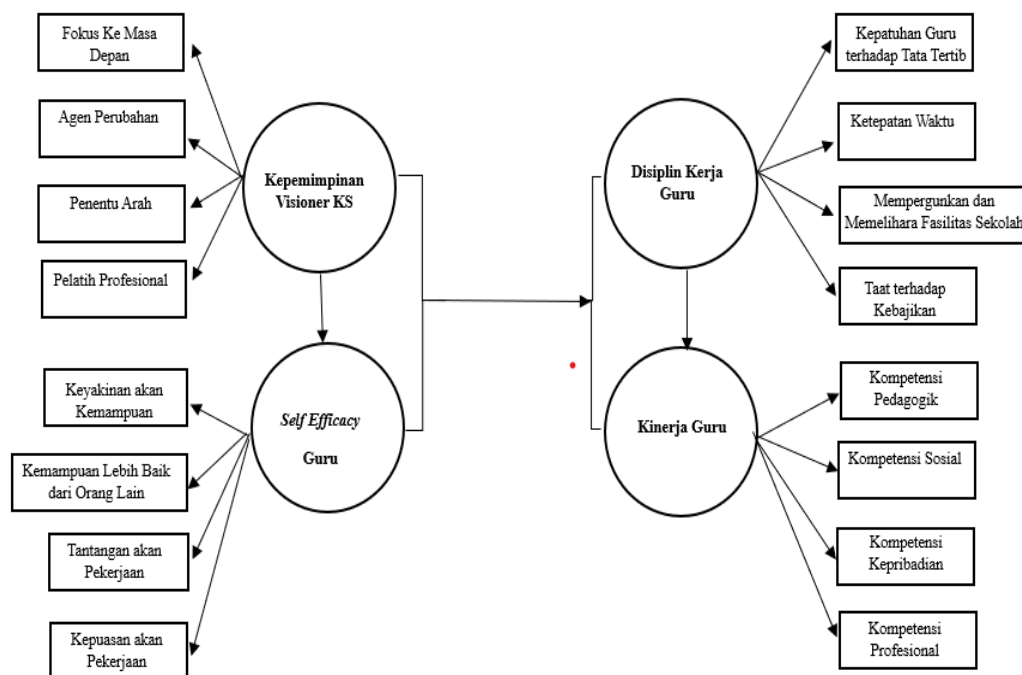 Fokus Ke Masa
Depan
Agen Perubahan
Penentu Arah
Pelatih Profesional
Kepemimpinan
Visioner KS
Keyakinan akan
Kemampuan
Kemampuan Lebih Baik
dari Orang Lain
Tantangan akan
Pekerjaan
Kepuasan akan
Pekerjaan
Self Efficacy
Guru
Disiplin Kerja
Guru
Kepatuhan Guru
terhadap Tata Tertib
Ketepatan Waktu
Mempergunkan dan
Memelihara Fasilitas Sekolah
Taat terhadap
Kebajikan
Kinerja Guru
Kompetensi
Pedagogik
Kompetensi Sosial
Kompetensi
Kepribadian
Kompetensi
Profesional